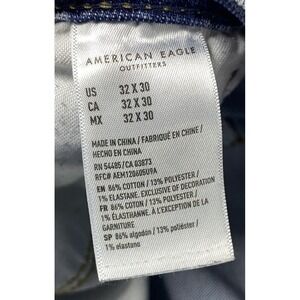 AMERICAN EAGLE
OUTFITTERS
US 32 X 30
CA 32 X 30
MX 32 X 30
MADE IN CHINA / FABRIQUÉ EN CHINE /
HECHO EN CHINA
RN 54485/CA 03873
RFC# AEM120605U9A
EN 86% COTTON / 13% POLYESTER /
1% ELASTANE. EXCLUSIVE OF DECORATION
FR 86% COTON / 13% POLYESTER /
1% ÉLASTHANNE. À L'EXCEPTION DE LA
GARNITURE
SP 86% algodón / 13% poliéster /
1% elastano